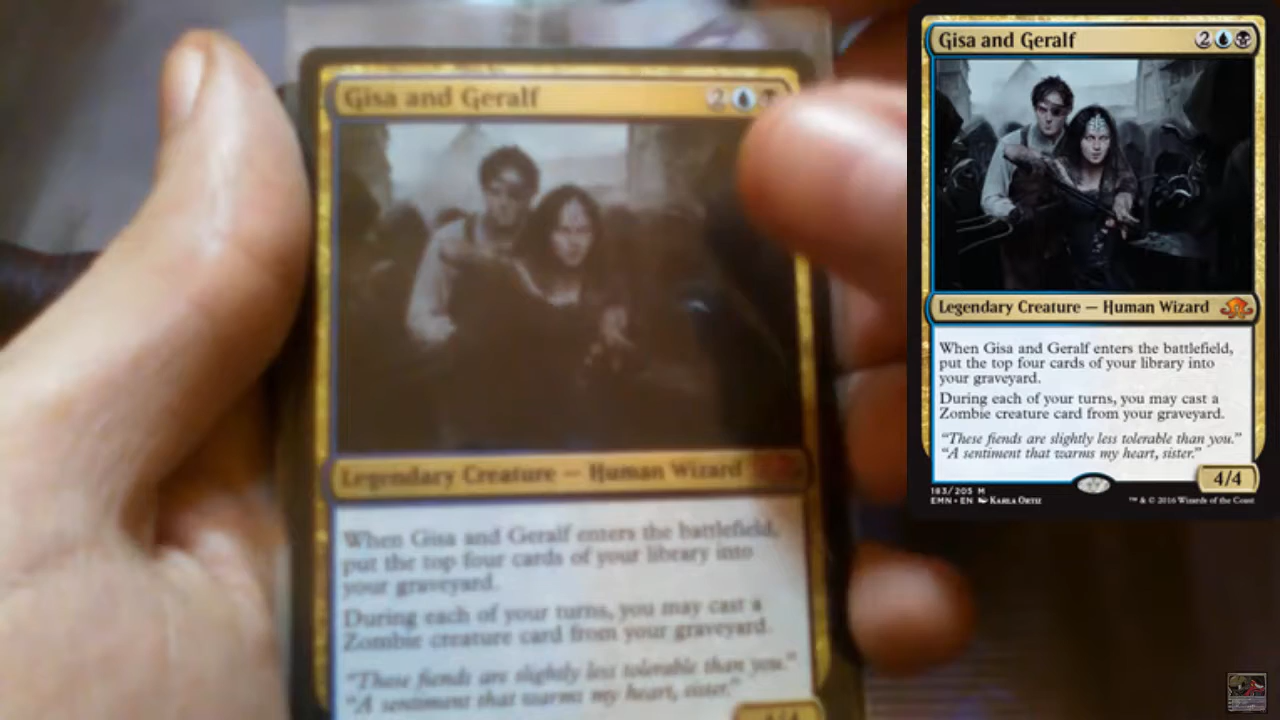 Gisa and Geralf 2
Legendary Creature — Human Wizard
When Gisa and Geralf enters the battlefield,
put the top four cards of your library into
your graveyard.
During each of your turns, you may cast a
Zombie creature card from your graveyard.
"These fiends are slightly less tolerable than you."
"A sentiment that warms my heart, sister."
4/4
Gisa and Geralf 2
Legendary Creature — Human Wizard
When Gisa and Geralf enters the battlefield,
put the top four cards of your library into
your graveyard.
During each of your turns, you may cast a
Zombie creature card from your graveyard.
"These fiends are slightly less tolerable than you."
"A sentiment that warms my heart, sister."
4/4
183/205 M
EMN • EN Karla Ortiz
™ & © 2016 Wizards of the Coast